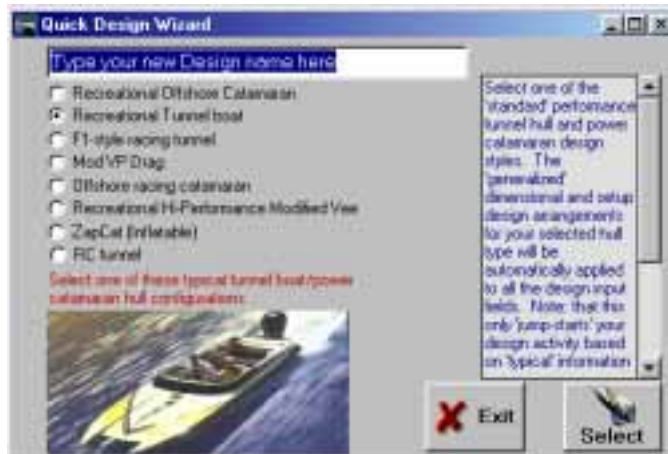 Quick Design Wizard
Type your new Design name here
Recreational Offshore Catamaran
Recreational Tunnel boat
F1-style racing tunnel
Mod VP Drag
Offshore racing catamaran
Recreational Hi-Performance Modified Vee
ZapCat (Inflatable)
RC tunnel
Select one of these typical tunnel boat/power
catamaran hull configurations
Select one of the
'standard' performance
tunnel hull and power
catamaran design
styles. The
'generalized'
dimensional and setup
design arrangements
for your selected hull
type will be
automatically applied
to all the design input
fields. Note: that this
only 'jump-starts' your
design activity based
on 'typical' information
Exit
Select